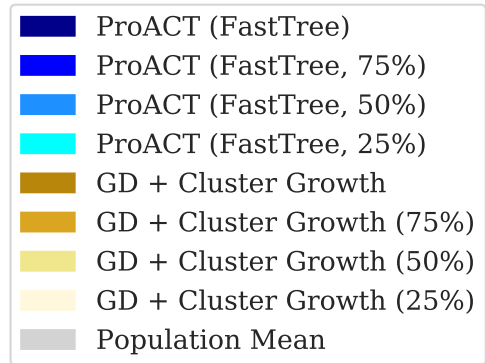 ProACT (FastTree)
ProACT (FastTree, 75%)
ProACT (FastTree, 50%)
ProACT (FastTree, 25%)
GD + Cluster Growth
GD + Cluster Growth (75%)
GD + Cluster Growth (50%)
GD + Cluster Growth (25%)
Population Mean